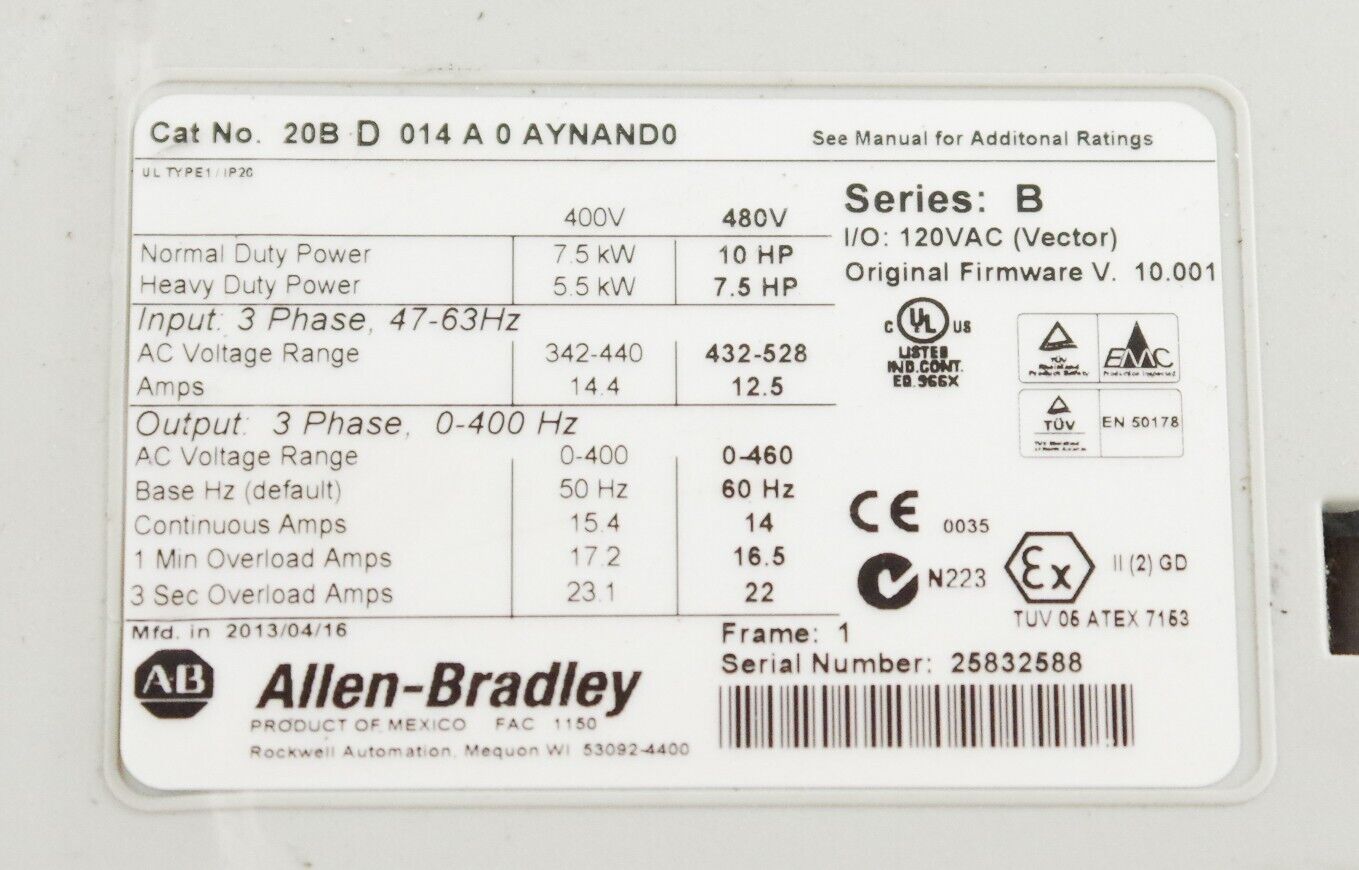 Cat No. 20B D 014 A 0 AYNAND0 See Manual for Additonal Ratings
UL TYPE1/IP20
400V 480V
Normal Duty Power 7.5 kW 10 HP
Heavy Duty Power 5.5 kW 7.5 HP
Input: 3 Phase, 47-63Hz
AC Voltage Range 342-440 432-528
Amps 14.4 12.5
Output: 3 Phase, 0-400 Hz
AC Voltage Range 0-400 0-460
Base Hz (default) 50 Hz 60 Hz
Continuous Amps 15.4 14
1 Min Overload Amps 17.2 16.5
3 Sec Overload Amps 23.1 22
Mfd. in 2013/04/16
Series: B
I/O: 120VAC (Vector)
Original Firmware V. 10.001
C UL US
LISTED
IND.CONT.
EQ. 966X
TÜV
EMC
TÜV
EN 50178
CE 0035
N223
Ex II (2) GD
TUV 05 ATEX 7153
Frame: 1
Serial Number: 25832588
A-B Allen-Bradley
PRODUCT OF MEXICO FAC 1150
Rockwell Automation, Mequon WI 53092-4400